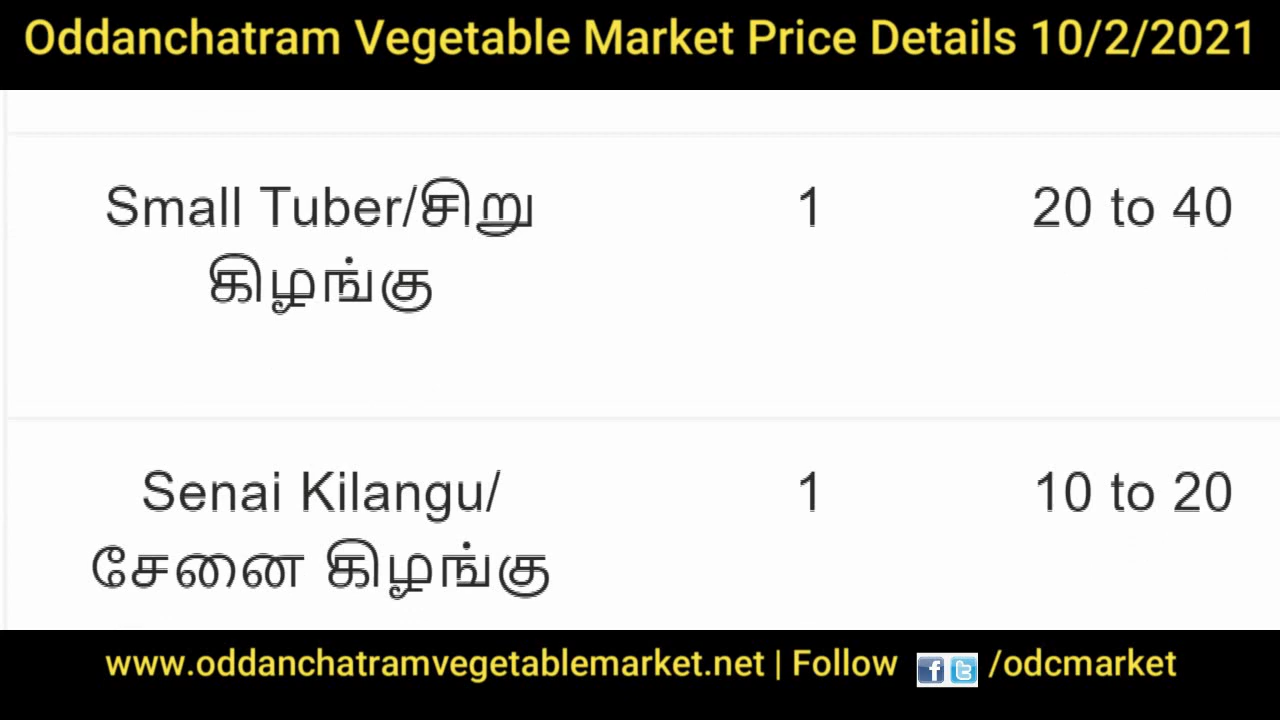 Oddanchatram Vegetable Market Price Details 10/2/2021
Small Tuber/சிறு 1 20 to 40
கிழங்கு
Senai Kilangu/ 1 10 to 20
சேனை கிழங்கு
www.oddanchatramvegetablemarket.net | Follow /odcmarket